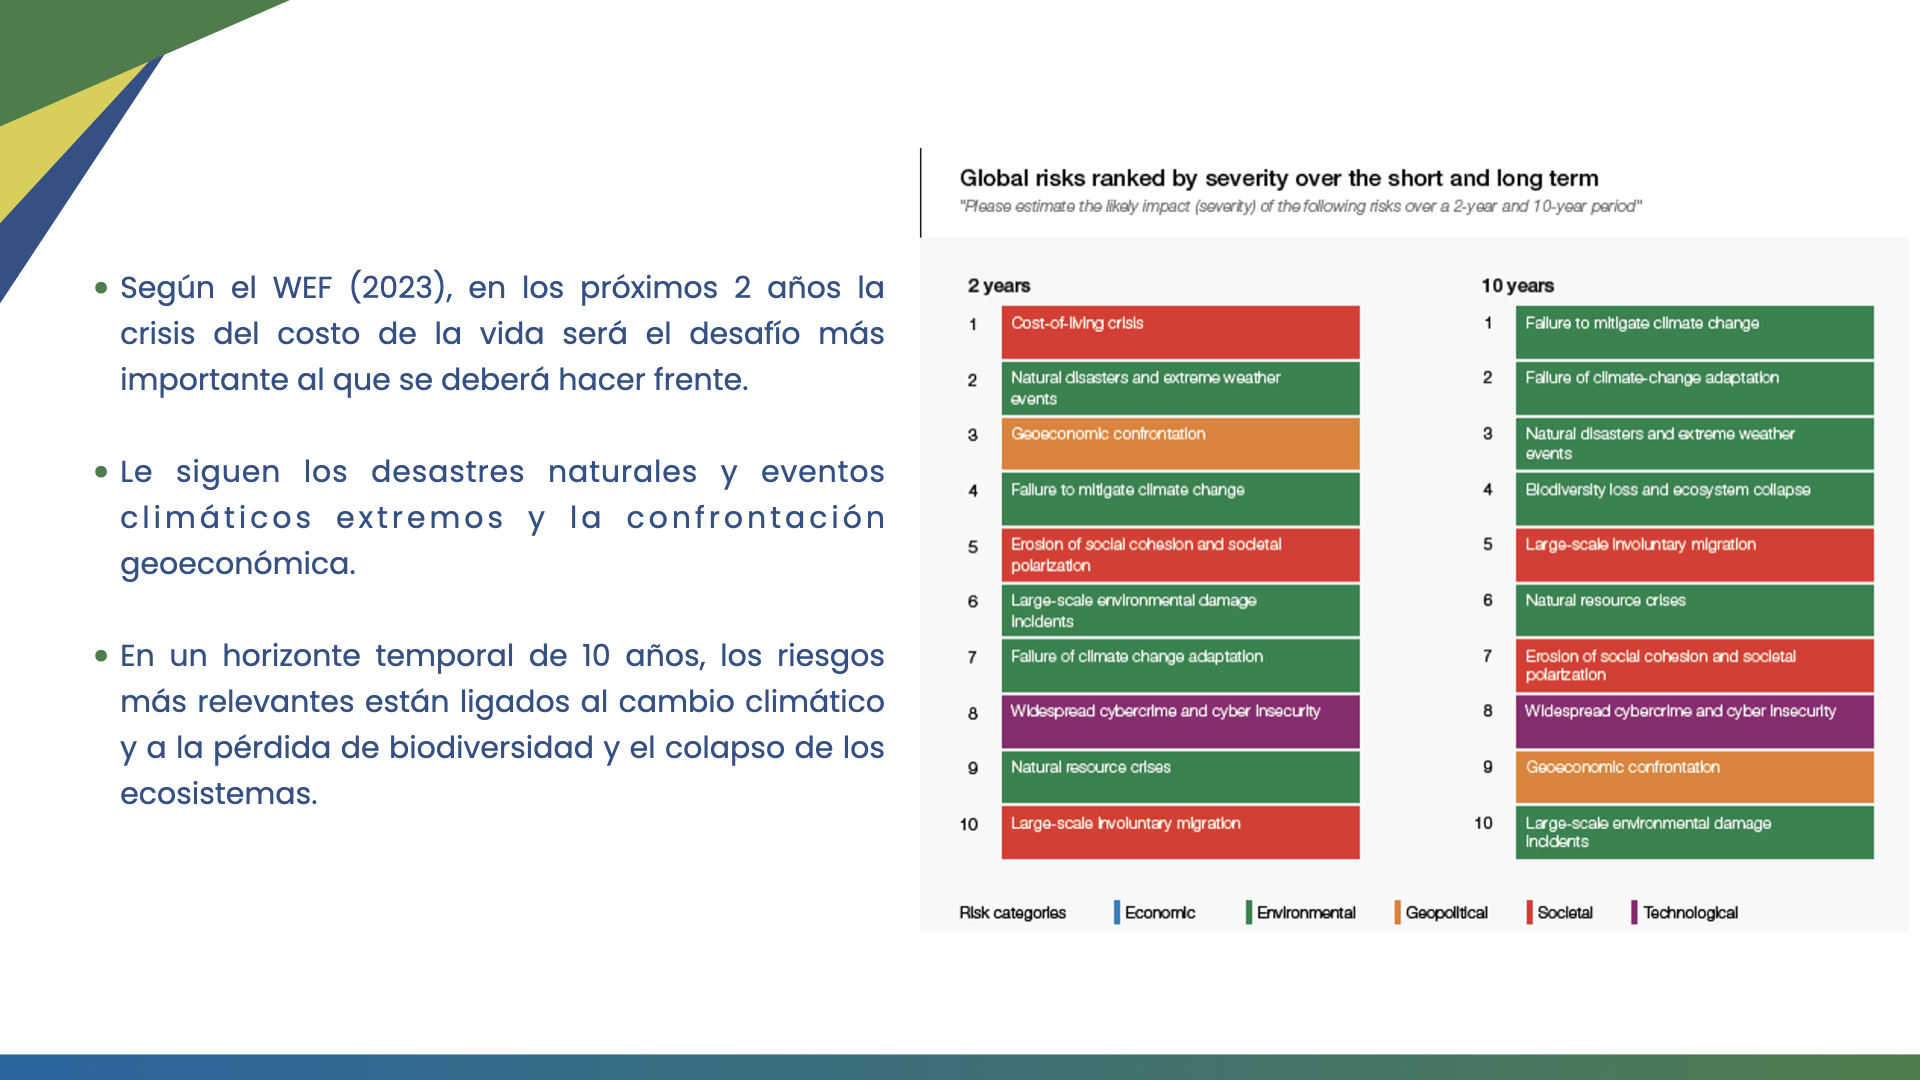 Según el WEF (2023), en los próximos 2 años la
crisis del costo de la vida será el desafío más
importante al que se deberá hacer frente.
Le siguen los desastres naturales y eventos
climáticos extremos y la confrontación
geoeconómica.
En un horizonte temporal de 10 años, los riesgos
más relevantes están ligados al cambio climático
y a la pérdida de biodiversidad y el colapso de los
ecosistemas.
Global risks ranked by severity over the short and long term
"Please estimate the likely impact (severity) of the following risks over a 2-year and 10-year period"
2 years
1 Cost-of-living crisis
2 Natural disasters and extreme weather
events
3 Geoeconomic confrontation
4 Failure to mitigate climate change
5 Erosion of social cohesion and societal
polarization
6 Large-scale environmental damage
incidents
7 Failure of climate change adaptation
8 Widespread cybercrime and cyber insecurity
9 Natural resource crises
10 Large-scale involuntary migration
10 years
1 Failure to mitigate climate change
2 Failure of climate-change adaptation
3 Natural disasters and extreme weather
events
4 Biodiversity loss and ecosystem collapse
5 Large-scale involuntary migration
6 Natural resource crises
7 Erosion of social cohesion and societal
polarization
8 Widespread cybercrime and cyber insecurity
9 Geoeconomic confrontation
10 Large-scale environmental damage
incidents
Risk categories Economic Environmental Geopolitical Societal Technological